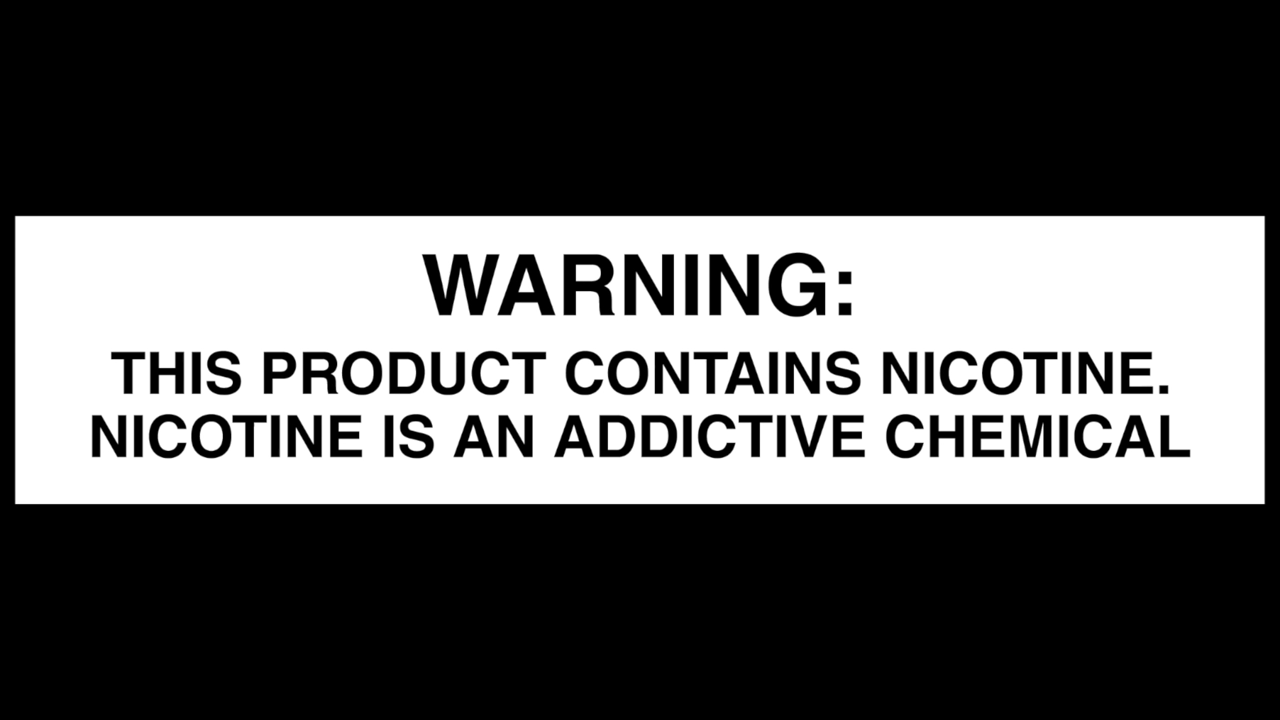 WARNING:
THIS PRODUCT CONTAINS NICOTINE.
NICOTINE IS AN ADDICTIVE CHEMICAL